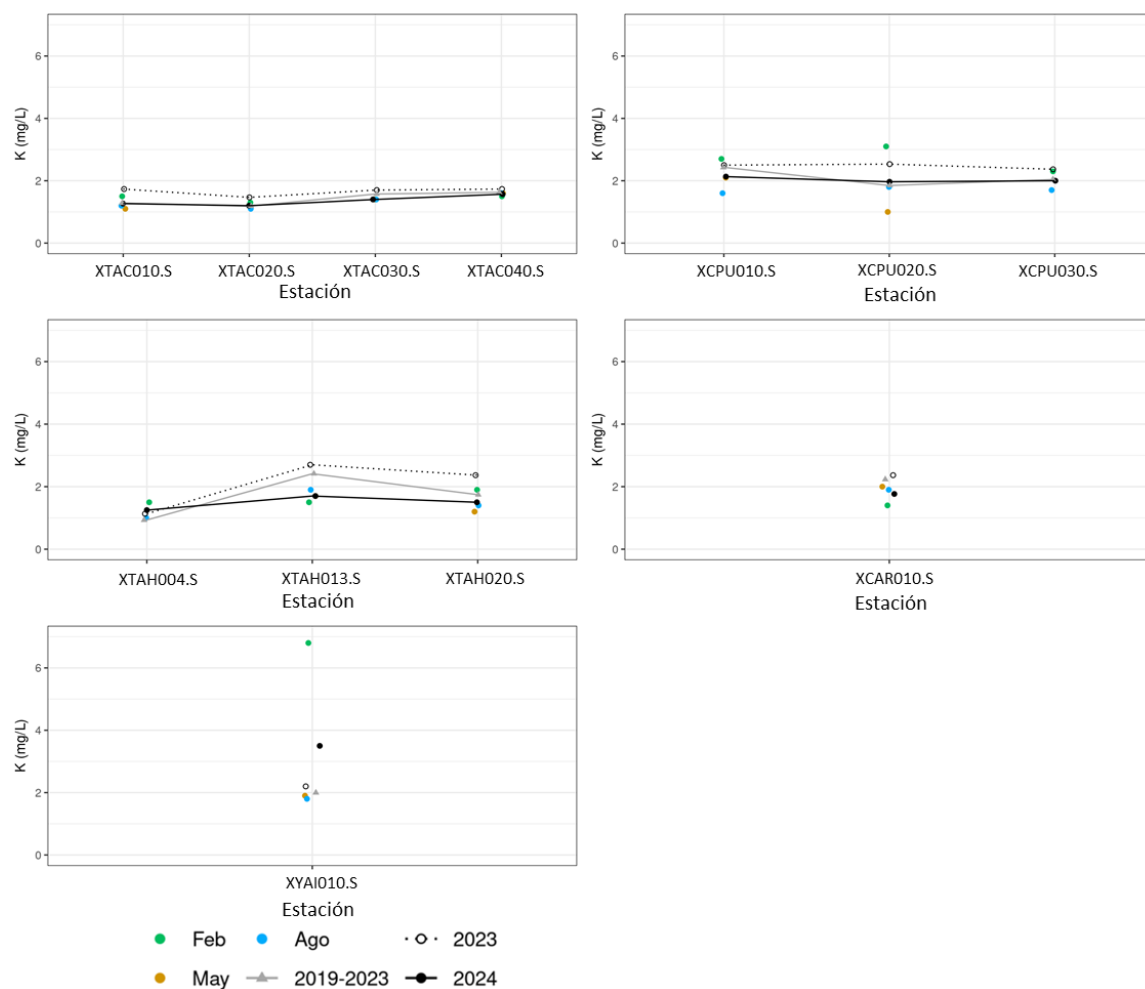 6
4
2
0
K (mg/L)
XTAC010.S XTAC020.S XTAC030.S XTAC040.S
Estación
6
4
2
0
K (mg/L)
XCPU010.S XCPU020.S XCPU030.S
Estación
6
4
2
0
K (mg/L)
XTAH004.S XTAH013.S XTAH020.S
Estación
6
4
2
0
K (mg/L)
XCAR010.S
Estación
6
4
2
0
K (mg/L)
XYAI010.S
Estación
Feb Ago 2023
May 2019-2023 2024